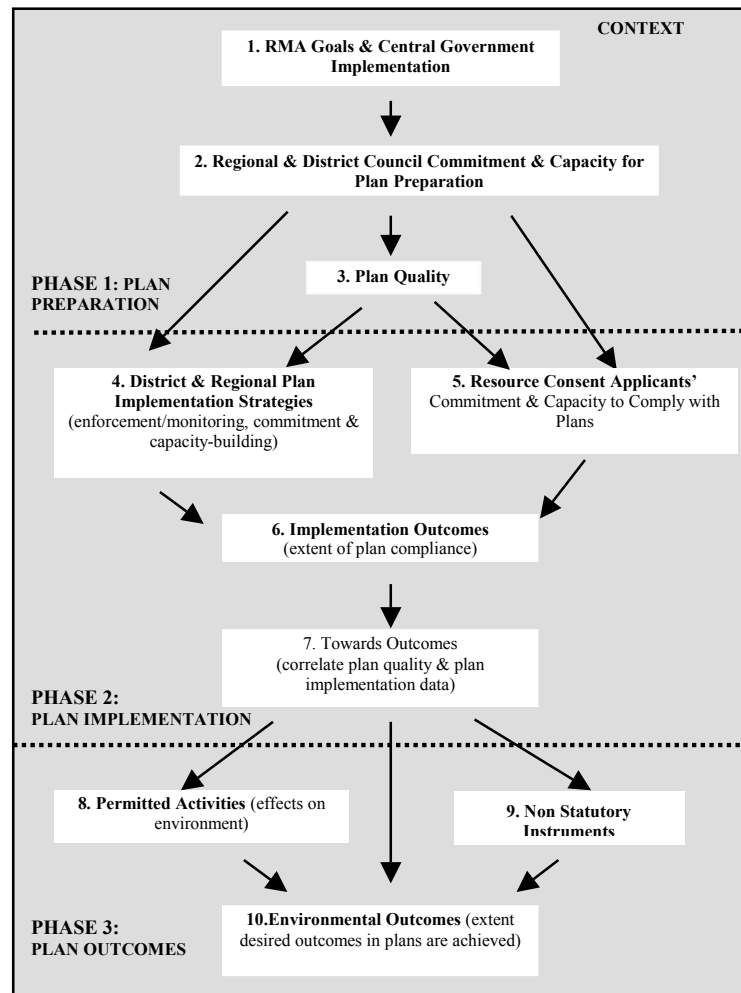 CONTEXT
1. RMA Goals & Central Government
Implementation
2. Regional & District Council Commitment & Capacity for
Plan Preparation
3. Plan Quality
PHASE 1: PLAN
PREPARATION
4. District & Regional Plan
Implementation Strategies
(enforcement/monitoring, commitment &
capacity-building)
5. Resource Consent Applicants’
Commitment & Capacity to Comply with
Plans
6. Implementation Outcomes
(extent of plan compliance)
7. Towards Outcomes
(correlate plan quality & plan
implementation data)
PHASE 2:
PLAN IMPLEMENTATION
8. Permitted Activities (effects on
environment)
9. Non Statutory
Instruments
10.Environmental Outcomes (extent
desired outcomes in plans are achieved)
PHASE 3:
PLAN OUTCOMES